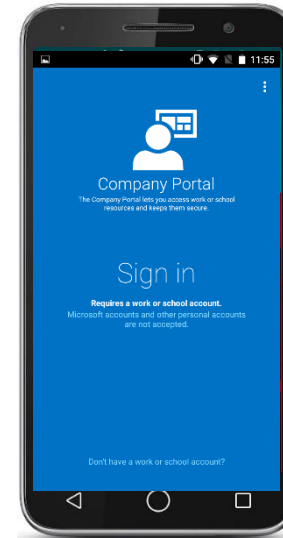 11:55
Company Portal
The Company Portal lets you access work or school
resources and keeps them secure.
Sign in
Requires a work or school account.
Microsoft accounts and other personal accounts
are not accepted.
Don't have a work or school account?